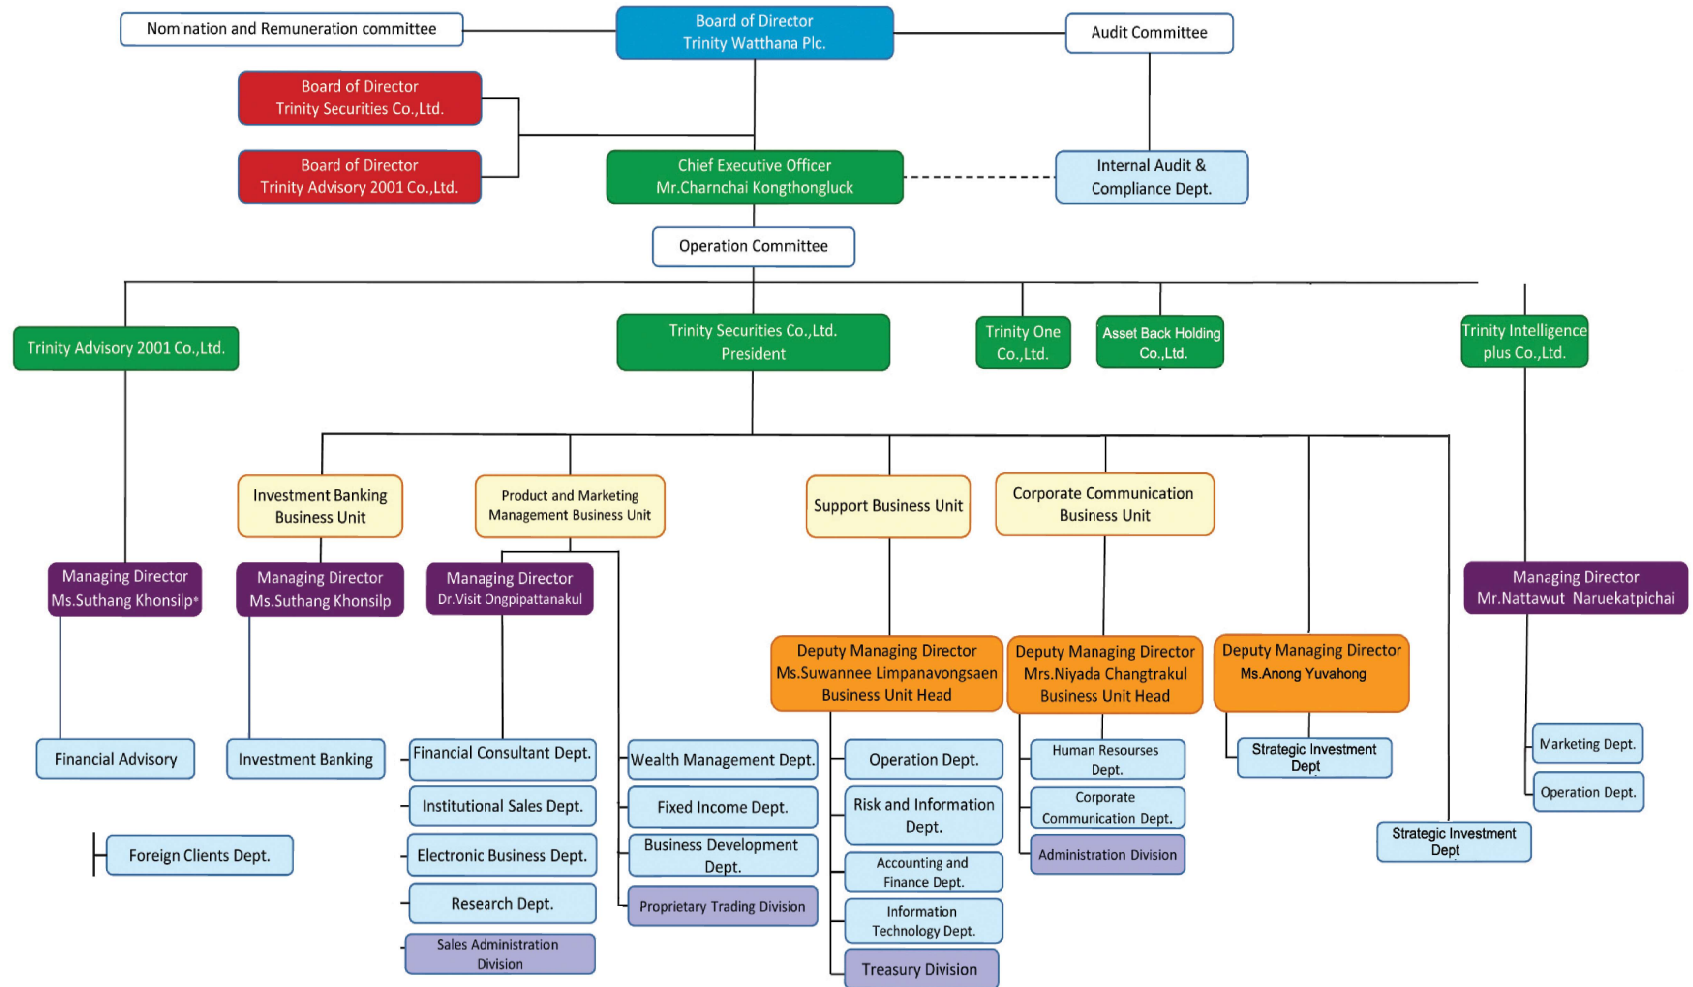 Nomination and Remuneration committee
Board of Director
Trinity Watthana Plc.
Audit Committee
Board of Director
Trinity Securities Co.,Ltd.
Board of Director
Trinity Advisory 2001 Co.,Ltd.
Chief Executive Officer
Mr.Charnchai Kongthongluck
Internal Audit &
Compliance Dept.
Operation Committee
Trinity Advisory 2001 Co.,Ltd.
Trinity Securities Co.,Ltd.
President
Trinity One
Co.,Ltd.
Asset Back Holding
Co.,Ltd.
Trinity Intelligence
plus Co.,Ltd.
Investment Banking
Business Unit
Product and Marketing
Management Business Unit
Support Business Unit
Corporate Communication
Business Unit
Managing Director
Ms.Suthang Khonsilp*
Managing Director
Ms.Suthang Khonsilp
Managing Director
Dr.Visit Ongpipattanakul
Managing Director
Mr.Nattawut Naruekatpichai
Deputy Managing Director
Ms.Suwannee Limpanavongsaen
Business Unit Head
Deputy Managing Director
Mrs.Niyada Changtrakul
Business Unit Head
Deputy Managing Director
Ms.Anong Yuvahong
Financial Advisory
Investment Banking
Financial Consultant Dept.
Institutional Sales Dept.
Electronic Business Dept.
Research Dept.
Sales Administration
Division
Wealth Management Dept.
Fixed Income Dept.
Business Development
Dept.
Proprietary Trading Division
Operation Dept.
Risk and Information
Dept.
Accounting and
Finance Dept.
Information
Technology Dept.
Treasury Division
Human Resourses
Dept.
Corporate
Communication Dept.
Administration Division
Strategic Investment
Dept
Strategic Investment
Dept
Marketing Dept.
Operation Dept.
Foreign Clients Dept.